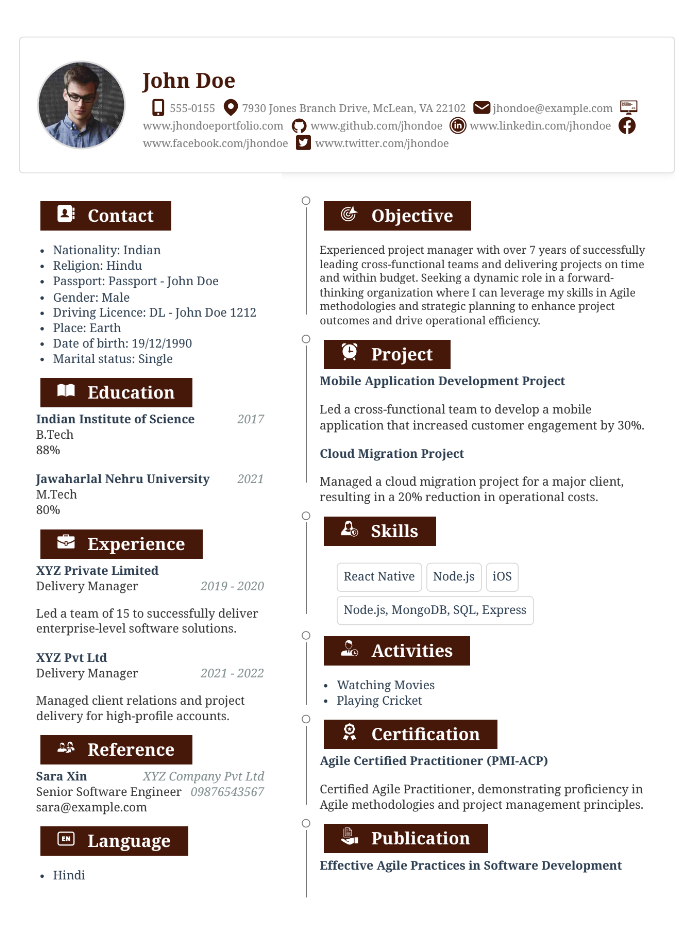 John Doe
555-0155 7930 Jones Branch Drive, McLean, VA 22102 jhondoe@example.com
www.jhondoeportfolio.com www.github.com/jhondoe www.linkedin.com/jhondoe
www.facebook.com/jhondoe www.twitter.com/jhondoe
Contact
• Nationality: Indian
• Religion: Hindu
• Passport: Passport - John Doe
• Gender: Male
• Driving Licence: DL - John Doe 1212
• Place: Earth
• Date of birth: 19/12/1990
• Marital status: Single
Education
Indian Institute of Science 2017
B.Tech
88%
Jawaharlal Nehru University 2021
M.Tech
80%
Experience
XYZ Private Limited
Delivery Manager 2019 - 2020
Led a team of 15 to successfully deliver
enterprise-level software solutions.
XYZ Pvt Ltd
Delivery Manager 2021 - 2022
Managed client relations and project
delivery for high-profile accounts.
Reference
Sara Xin XYZ Company Pvt Ltd
Senior Software Engineer 09876543567
sara@example.com
EN Language
• Hindi
Objective
Experienced project manager with over 7 years of successfully
leading cross-functional teams and delivering projects on time
and within budget. Seeking a dynamic role in a forward-
thinking organization where I can leverage my skills in Agile
methodologies and strategic planning to enhance project
outcomes and drive operational efficiency.
Project
Mobile Application Development Project
Led a cross-functional team to develop a mobile
application that increased customer engagement by 30%.
Cloud Migration Project
Managed a cloud migration project for a major client,
resulting in a 20% reduction in operational costs.
Skills
React Native Node.js iOS
Node.js, MongoDB, SQL, Express
Activities
• Watching Movies
• Playing Cricket
Certification
Agile Certified Practitioner (PMI-ACP)
Certified Agile Practitioner, demonstrating proficiency in
Agile methodologies and project management principles.
Publication
Effective Agile Practices in Software Development